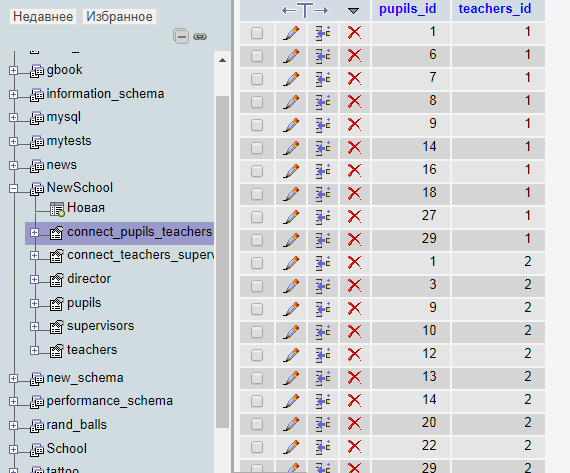 Недавнее Избранное
gbook
information_schema
mysql
mytests
news
NewSchool
Новая
connect_pupils_teachers
connect_teachers_superv
director
pupils
supervisors
teachers
new_schema
performance_schema
rand_balls
School
tattoo
pupils_id teachers_id
1 1
6 1
7 1
8 1
9 1
14 1
16 1
18 1
27 1
29 1
1 2
3 2
9 2
10 2
12 2
13 2
14 2
20 2
22 2
29 2